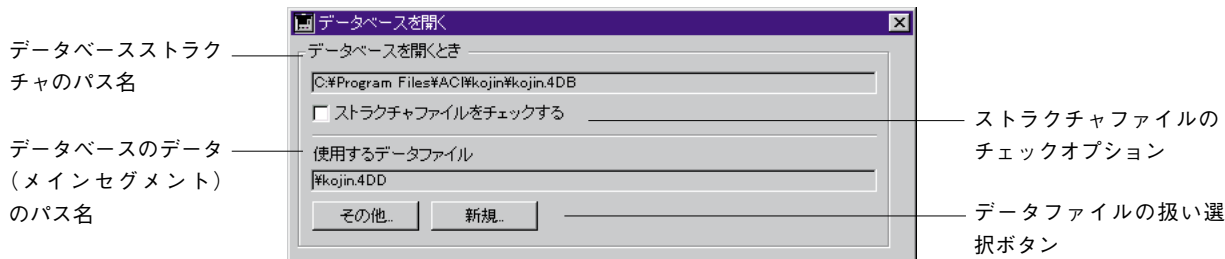 データベースを開く
データベースストラク
チャのパス名
データベースを開くとき
C:¥Program Files¥ACI¥kojin¥kojin.4DB
ストラクチャファイルをチェックする
ストラクチャファイルの
チェックオプション
データベースのデータ
(メインセグメント)
のパス名
使用するデータファイル
¥kojin.4DD
その他..
新規..
データファイルの扱い選
択ボタン